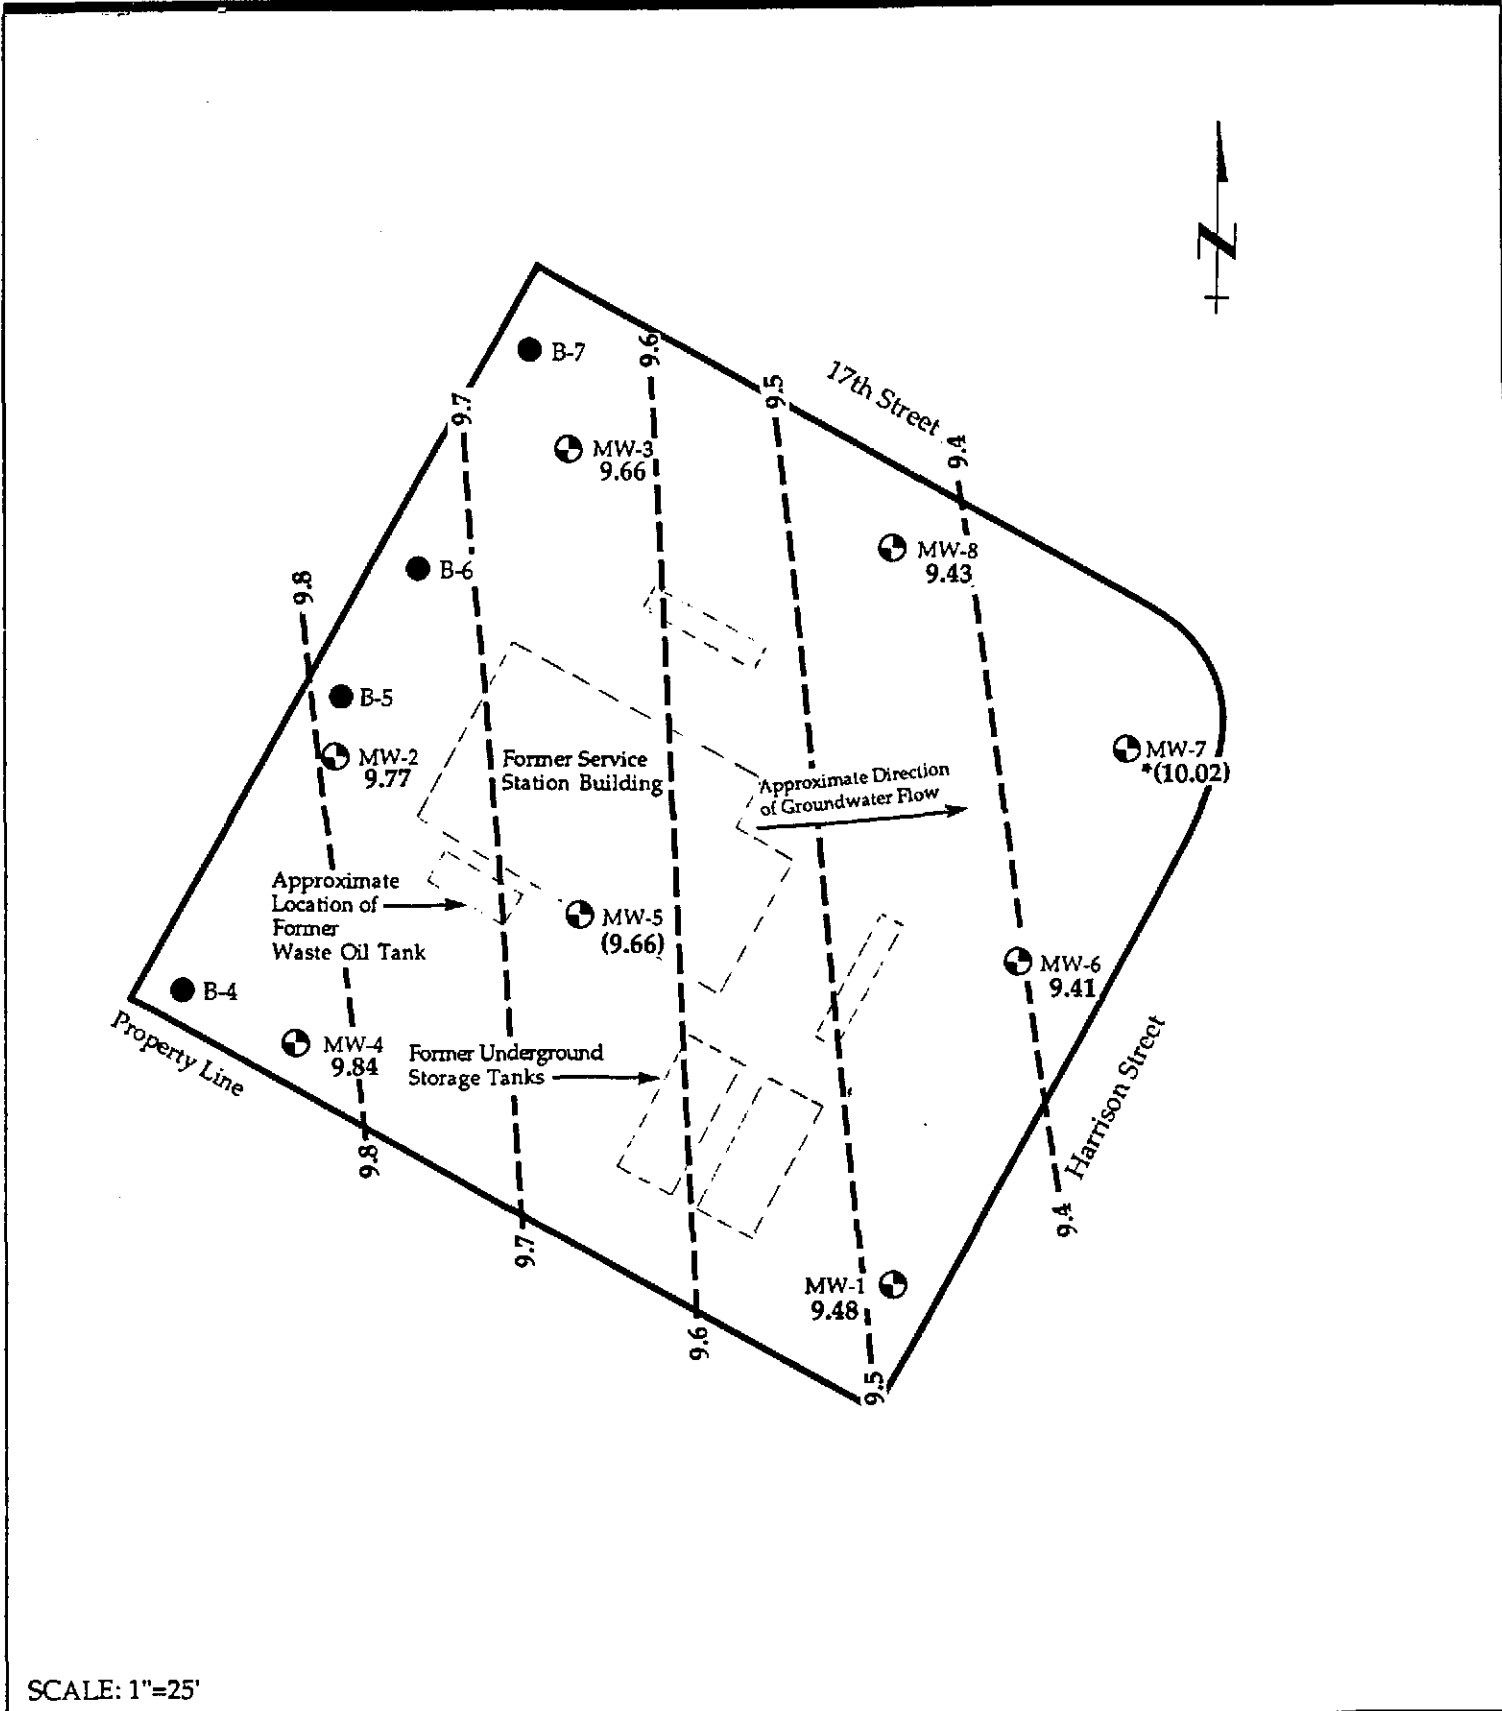 N
B-7
9.6
17th Street
9.5
9.7
9.4
MW-3
9.66
MW-8
9.43
B-6
9.8
B-5
MW-2
9.77
Former Service
Station Building
Approximate Direction
of Groundwater Flow
MW-7
*(10.02)
Approximate
Location of
Former
Waste Oil Tank
MW-5
(9.66)
MW-6
9.41
B-4
Property Line
MW-4
9.84
Former Underground
Storage Tanks
Harrison Street
9.8
9.7
9.4
MW-1
9.48
9.6
9.5
SCALE: 1"=25'